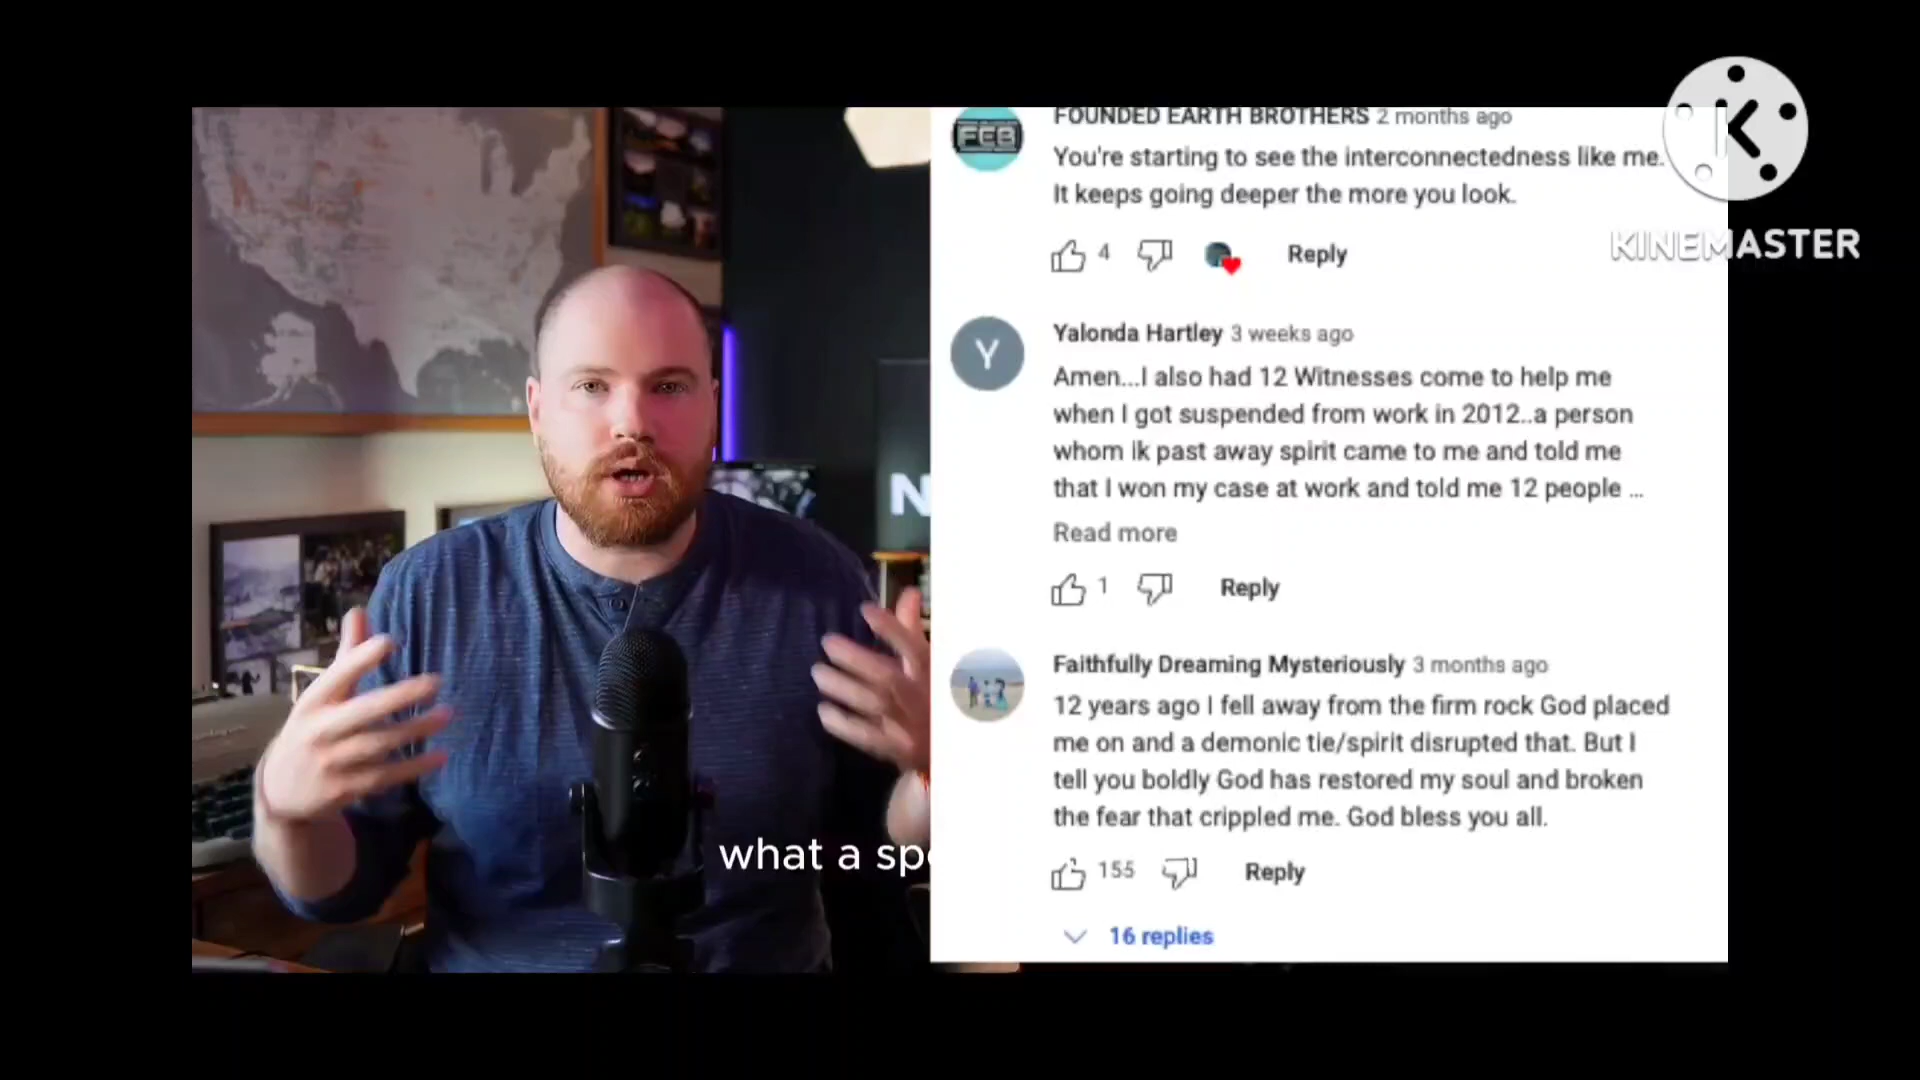 FOUNDED EARTH BROTHERS 2 months ago
FEB
You're starting to see the interconnectedness like me.
It keeps going deeper the more you look.
4
Reply
Y
Yalonda Hartley 3 weeks ago
Amen...I also had 12 Witnesses come to help me
when I got suspended from work in 2012..a person
whom ik past away spirit came to me and told me
that I won my case at work and told me 12 people ...
Read more
1
Reply
Faithfully Dreaming Mysteriously 3 months ago
12 years ago I fell away from the firm rock God placed
me on and a demonic tie/spirit disrupted that. But I
tell you boldly God has restored my soul and broken
the fear that crippled me. God bless you all.
155
Reply
16 replies
what a sp
N
K
KINEMASTER